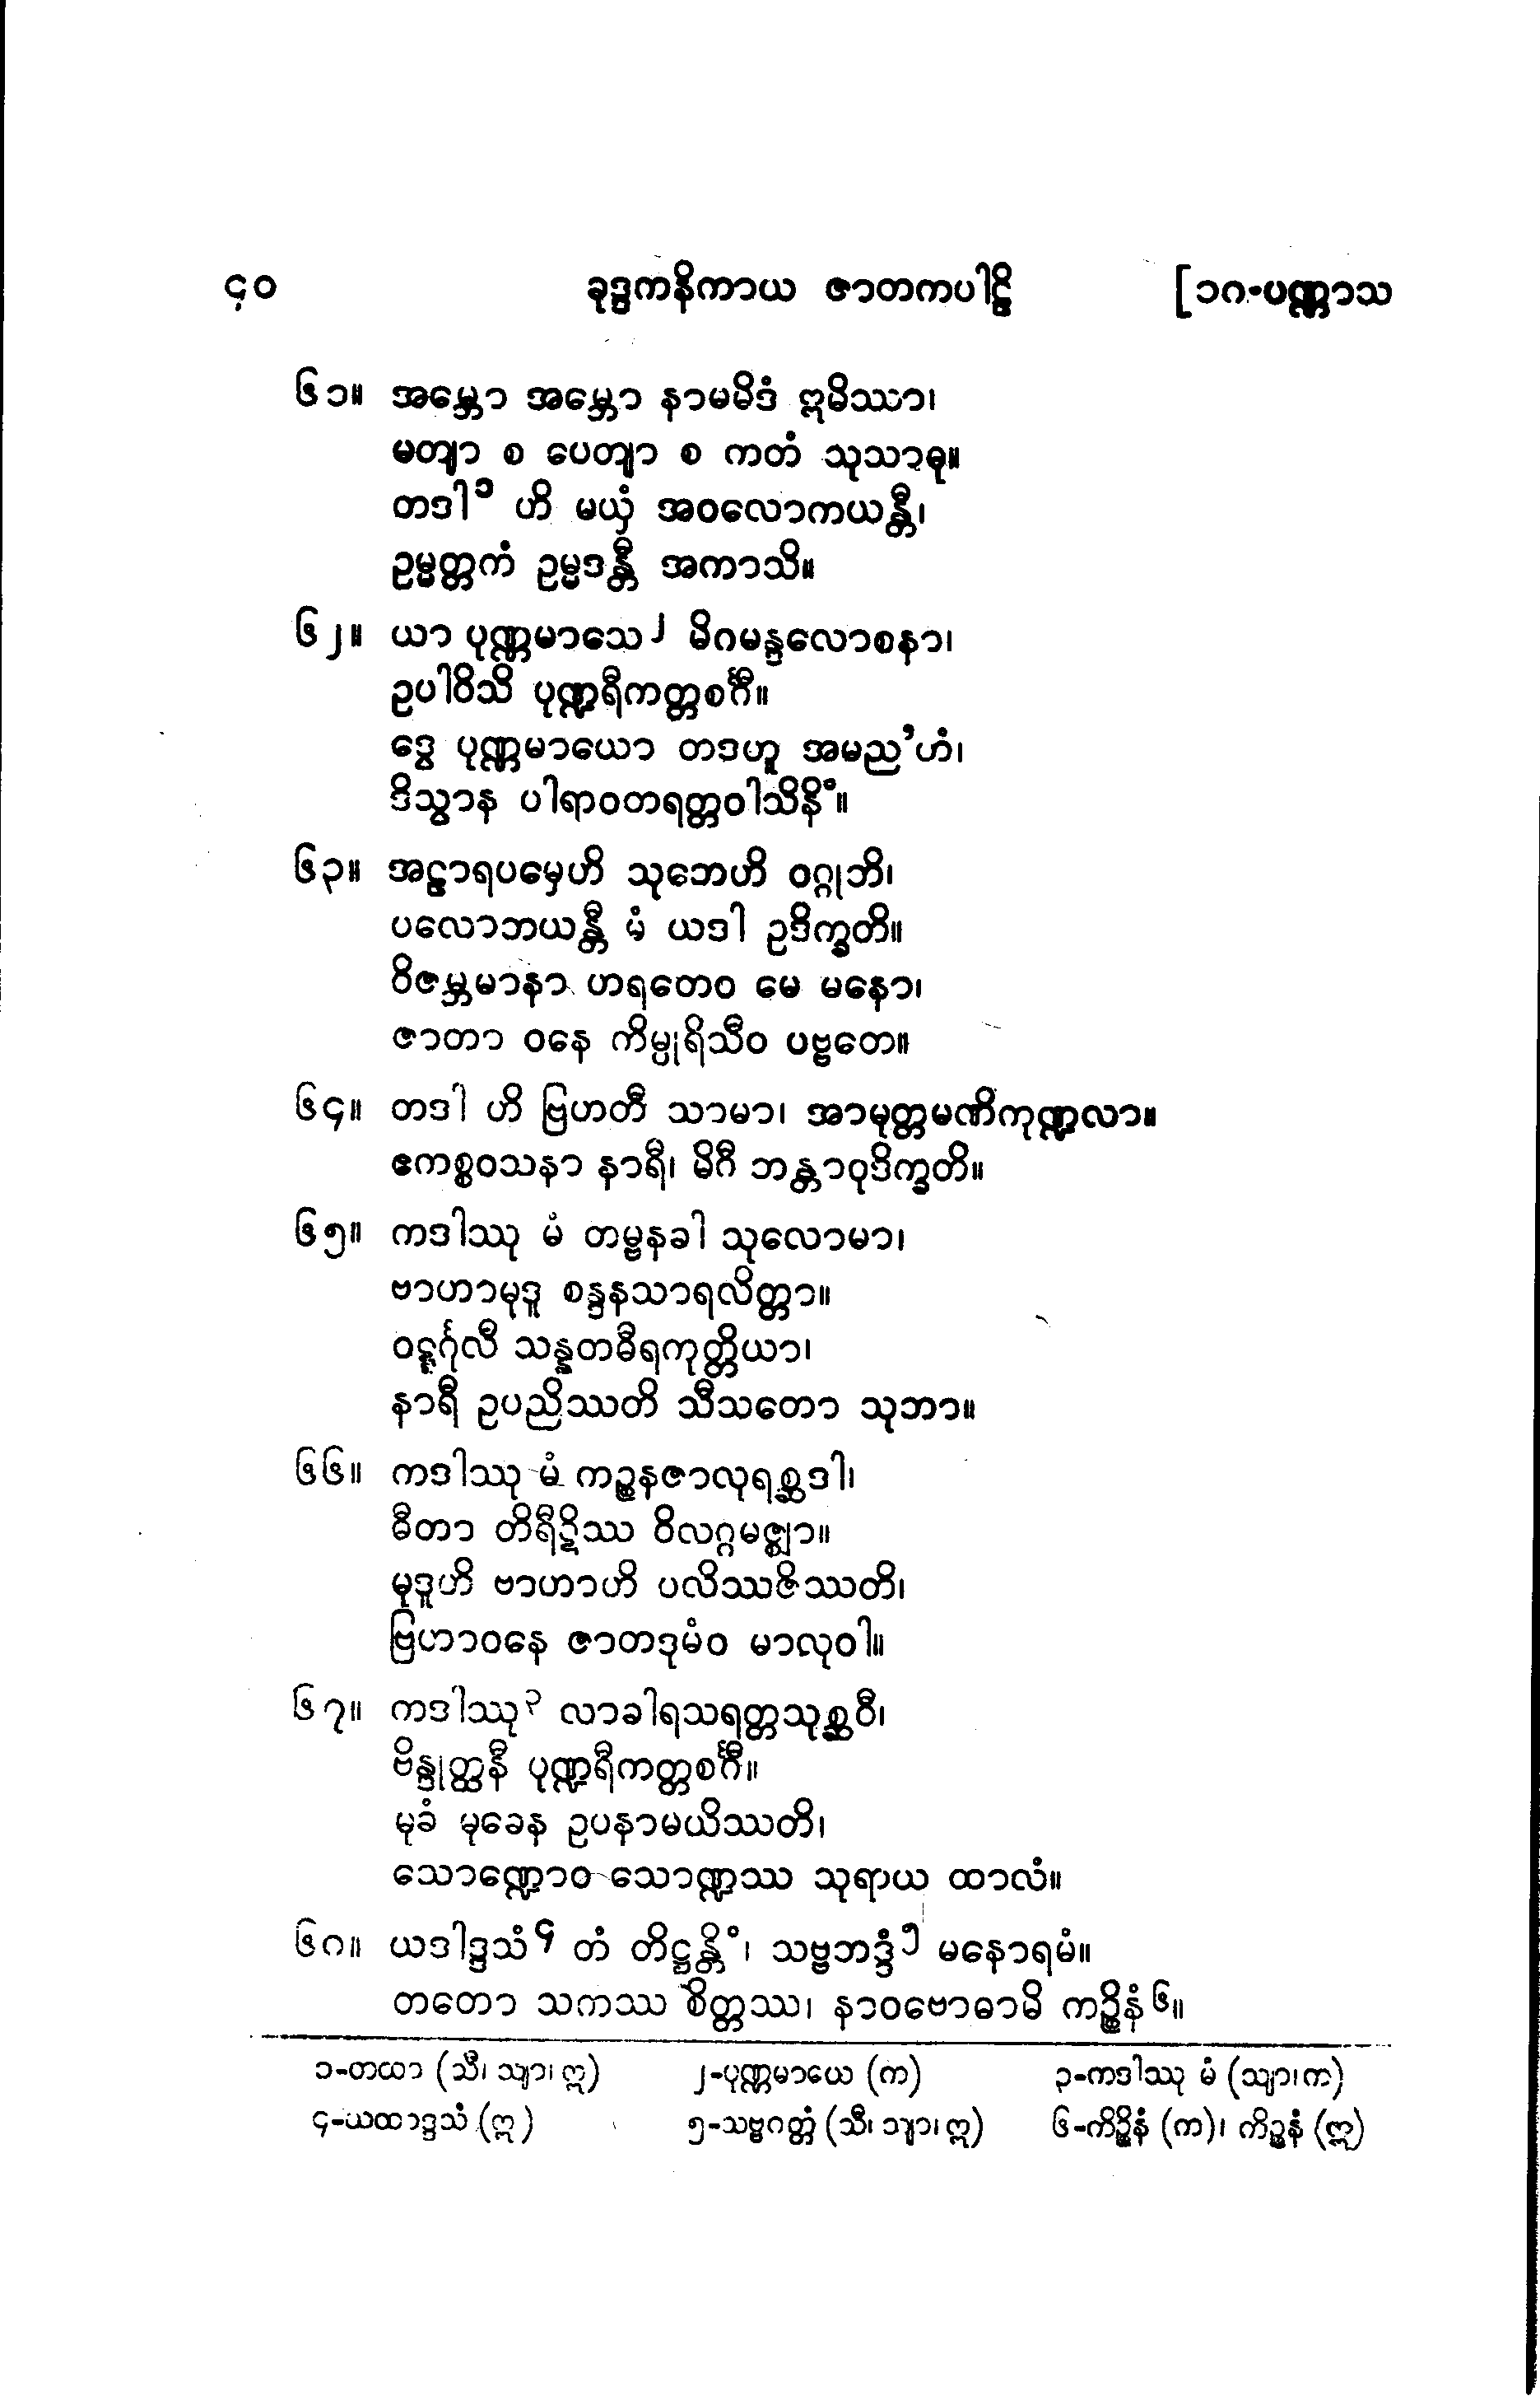 ၄၀ ခုဒ္ဒကနိကာယ ဇာတကပါဠိ [၁၈-ပဏ္ဏာသ
၆၁။ အမ္ဘော အမ္ဘော နာမမိဒံ ဣမိဿာ၊
မတျာ စ ပေတျာ စ ကတံ သုသာဓု။
တဒါ၁ ဟိ မယှံ အဝလောကယန္တီ၊
ဥမ္မတ္တကံ ဥမ္မဒန္တီ အကာသိ။
၆၂။ ယာ ပုဏ္ဏမာသေ၂ မိဂမန္ဒလောစနာ၊
ဥပါဝိသိ ပုဏ္ဍရီကတ္တစင်္ဂီ။
ဒွေ ပုဏ္ဏမာယော တဒဟူ အမည'ဟံ၊
ဒိသွာန ပါရာဝတရတ္တဝါသိနိံ။
၆၃။ အဠာရပမှေဟိ သုဘေဟိ ဝဂ္ဂုဘိ၊
ပလောဘယန္တီ မံ ယဒါ ဥဒိက္ခတိ။
ဝိဇမ္ဘမာနာ ဟရတေဝ မေ မနော၊
ဇာတာ ဝနေ ကိမ္ပုရိသီဝ ပဗ္ဗတေ။
၆၄။ တဒါ ဟိ ဗြဟတီ သာမာ၊ အာမုတ္တမဏိကုဏ္ဍလာ။
ဧကစ္စဝသနာ နာရီ၊ မိဂီ ဘန္တာဝုဒိက္ခတိ။
၆၅။ ကဒါဿု မံ တမ္ဗနခါ သုလောမာ၊
ဗာဟာမုဒူ စန္ဒနသာရလိတ္တာ။
ဝဋ္ဋင်္ဂုလီ သန္နတဓီရကုတ္တိယာ၊
နာရီ ဥပညိဿတိ သီသတော သုဘာ။
၆၆။ ကဒါဿု မံ ကဉ္စနဇာလုရစ္ဆဒါ၊
ဓီတာ တိရီဋိဿ ဝိလဂ္ဂမဇ္ဈာ။
မုဒူဟိ ဗာဟာဟိ ပလိဿဇိဿတိ၊
ဗြဟာဝနေ ဇာတဒုမံဝ မာလုဝါ။
၆၇။ ကဒါဿု၃ လာခါရသရတ္တသုစ္ဆဝီ၊
ဗိန္ဒုတ္ထနီ ပုဏ္ဍရီကတ္တစင်္ဂီ။
မုခံ မုခေန ဥပနာမယိဿတိ၊
သောဏ္ဍောဝ သောဏ္ဍဿ သုရာယ ထာလံ။
၆၈။ ယဒါဒ္ဒသံ၄ တံ တိဋ္ဌန္တိံ၊ သဗ္ဗဘဒ္ဒံ၅ မနောရမံ။
တတော သကဿ စိတ္တဿ၊ နာဝဗောဓာမိ ကဉ္စိနံ၆။
၁-တထာ (သီ၊ သျာ၊ ဣ) ၂-ပုဏ္ဏမာယေ (က) ၃-ကဒါဿု မံ (သျာ၊က)
၄-ယထာဒ္ဒသံ (ဣ) ၅-သဗ္ဗဂတ္တံ (သီ၊ သျာ၊ ဣ) ၆-ကိဉ္စိနံ (က)၊ ကိဉ္စနံ (ဣ)